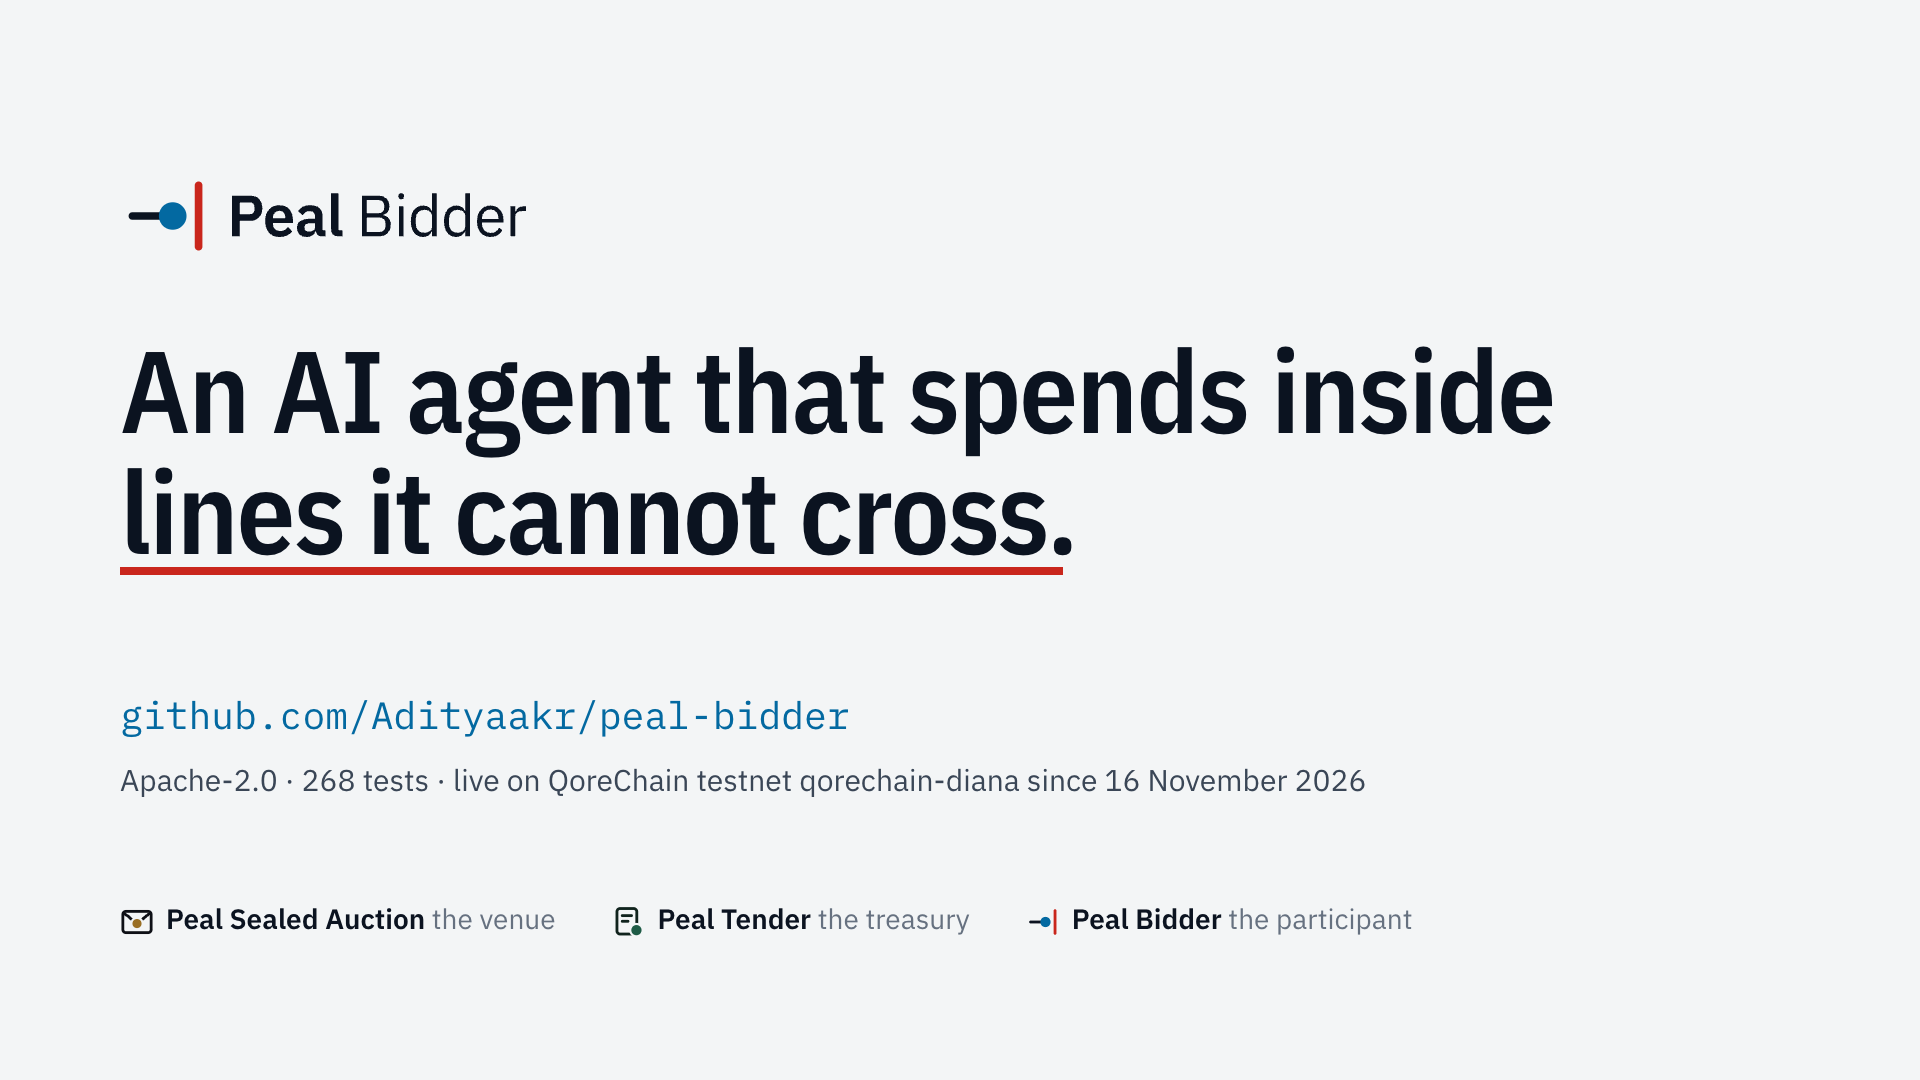 Peal Bidder
An AI agent that spends inside
lines it cannot cross.
github.com/Adityaakr/peal-bidder
Apache-2.0 · 268 tests · live on QoreChain testnet qorechain-diana since 16 November 2026
Peal Sealed Auction the venue Peal Tender the treasury Peal Bidder the participant